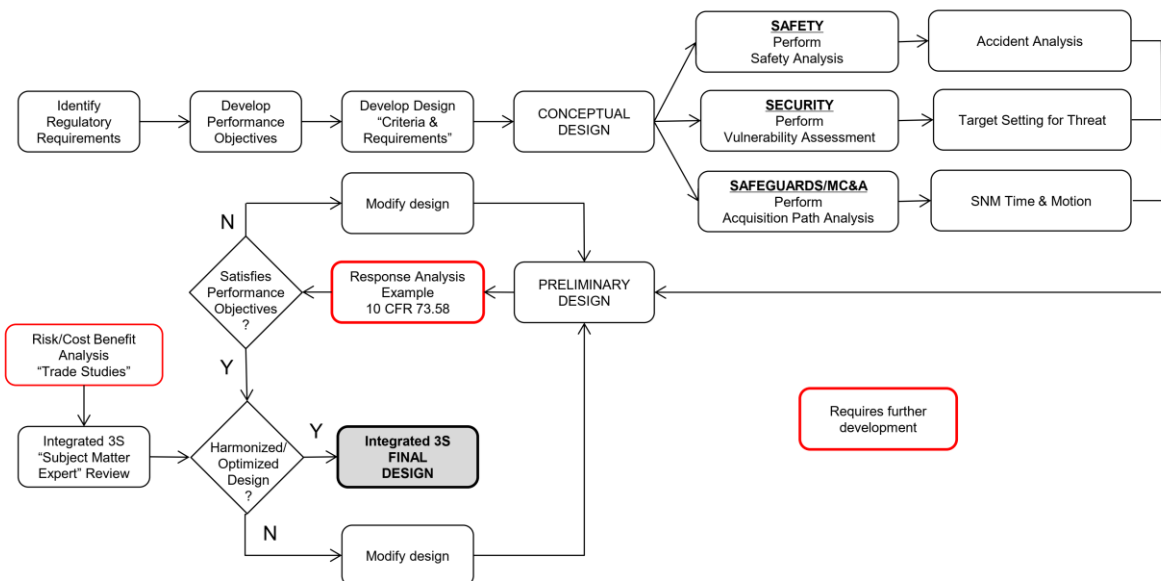 SAFETY
Perform
Safety Analysis
Accident Analysis
Identify
Regulatory
Requirements
Develop
Performance
Objectives
Develop Design
“Criteria &
Requirements”
CONCEPTUAL
DESIGN
SECURITY
Perform
Vulnerability Assessment
Target Setting for Threat
SAFEGUARDS/MC&A
Perform
Acquisition Path Analysis
SNM Time & Motion
N
Modify design
Satisfies
Performance
Objectives
?
Response Analysis
Example
10 CFR 73.58
PRELIMINARY
DESIGN
Risk/Cost Benefit
Analysis
“Trade Studies”
Y
Requires further
development
Integrated 3S
“Subject Matter
Expert” Review
Harmonized/
Optimized
Design
?
Y
Integrated 3S
FINAL
DESIGN
N
Modify design